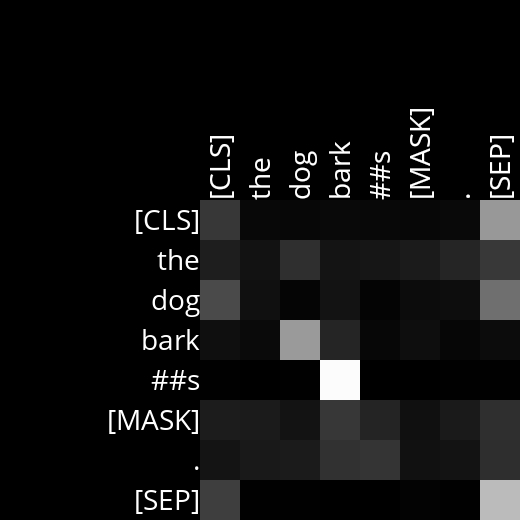 [CLS] the dog bark ##s [MASK] . [SEP]
[CLS]
the
dog
bark
##s
[MASK]
.
[SEP]